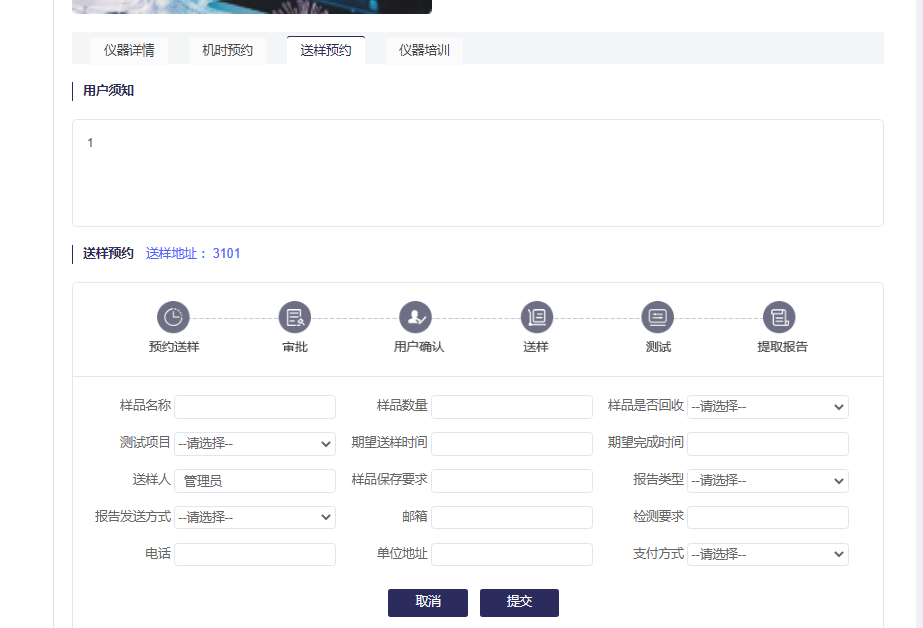 仪器详情 机时预约 送样预约 仪器培训
用户须知
1
送样预约 送样地址： 3101
预约送样 审批 用户确认 送样 测试 提取报告
样品名称 样品数量 样品是否回收 --请选择--
测试项目 --请选择-- 期望送样时间 期望完成时间
送样人 管理员 样品保存要求 报告类型 --请选择--
报告发送方式 --请选择-- 邮箱 检测要求
电话 单位地址 支付方式 --请选择--
取消 提交